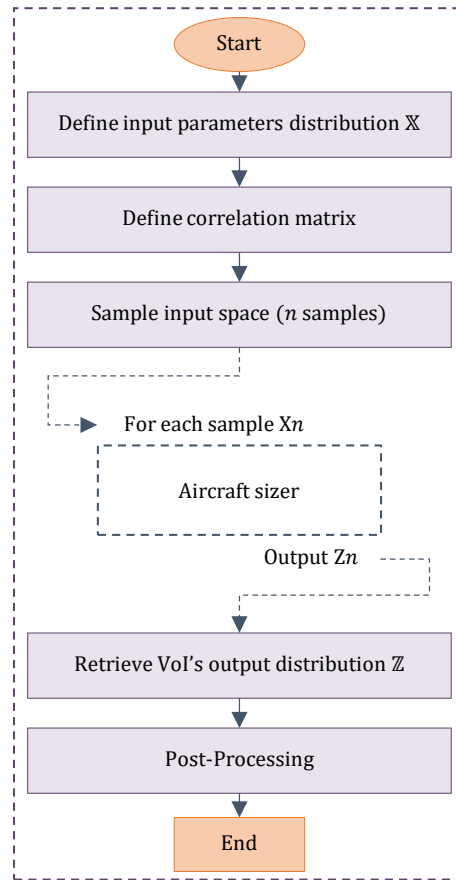 Start
Define input parameters distribution 𝕏
Define correlation matrix
Sample input space (n samples)
For each sample Xn
Aircraft sizer
Output Zn
Retrieve VoI’s output distribution ℤ
Post-Processing
End